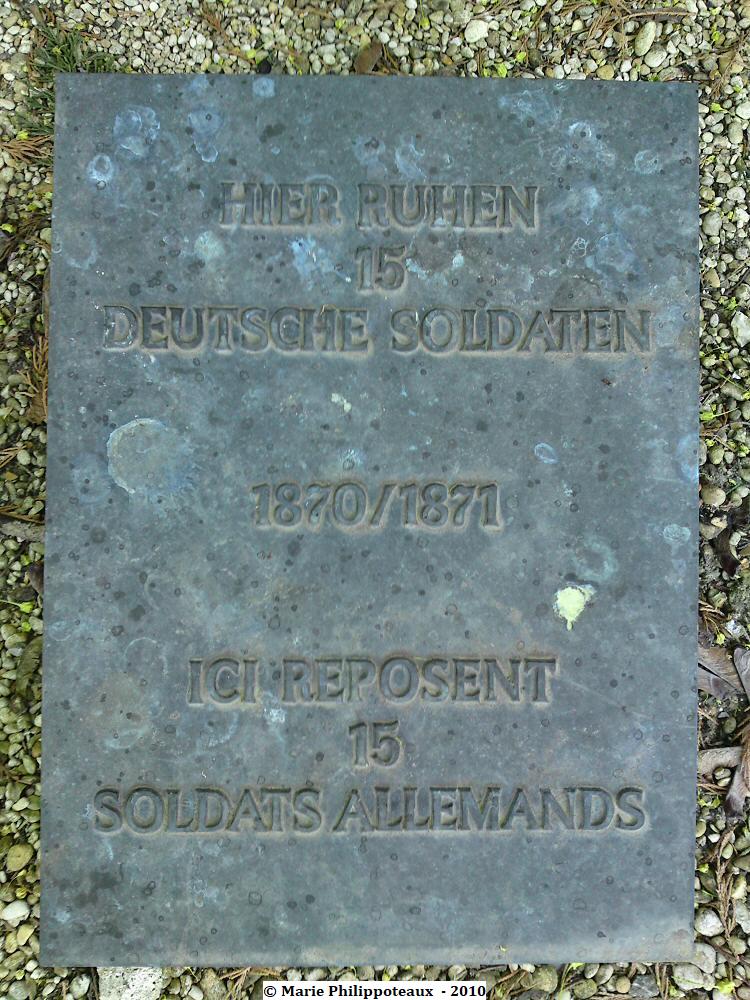 HIER RUHEN
15
DEUTSCHE SOLDATEN
1870/1871
ICI REPOSENT
15
SOLDATS ALLEMANDS
© Marie Philippoteaux - 2010